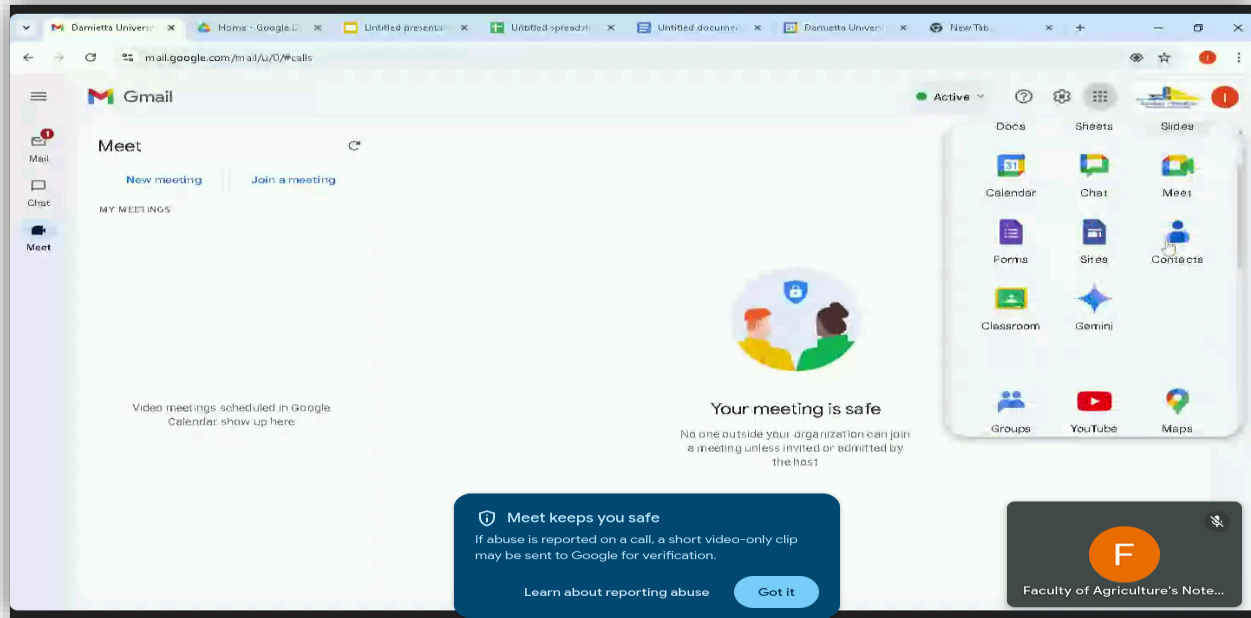 Damietta Univers
Home - Google D
Untitled presenta
Untitled spreadsh
Untitled documen
Damietta Univers
New Tab
mail.google.com/mail/u/0/#calls
Gmail
Active
Docs
Sheets
Slides
1
Mail
Meet
Chat
New meeting
Join a meeting
31
Calendar
Chat
Meet
MY MEETINGS
Meet
Forms
Sites
Contacts
Classroom
Gemini
Video meetings scheduled in Google
Calendar show up here
Your meeting is safe
No one outside your organization can join
a meeting unless invited or admitted by
the host
Groups
YouTube
Maps
Meet keeps you safe
If abuse is reported on a call, a short video-only clip
may be sent to Google for verification.
Learn about reporting abuse
Got it
F
Faculty of Agriculture's Note...